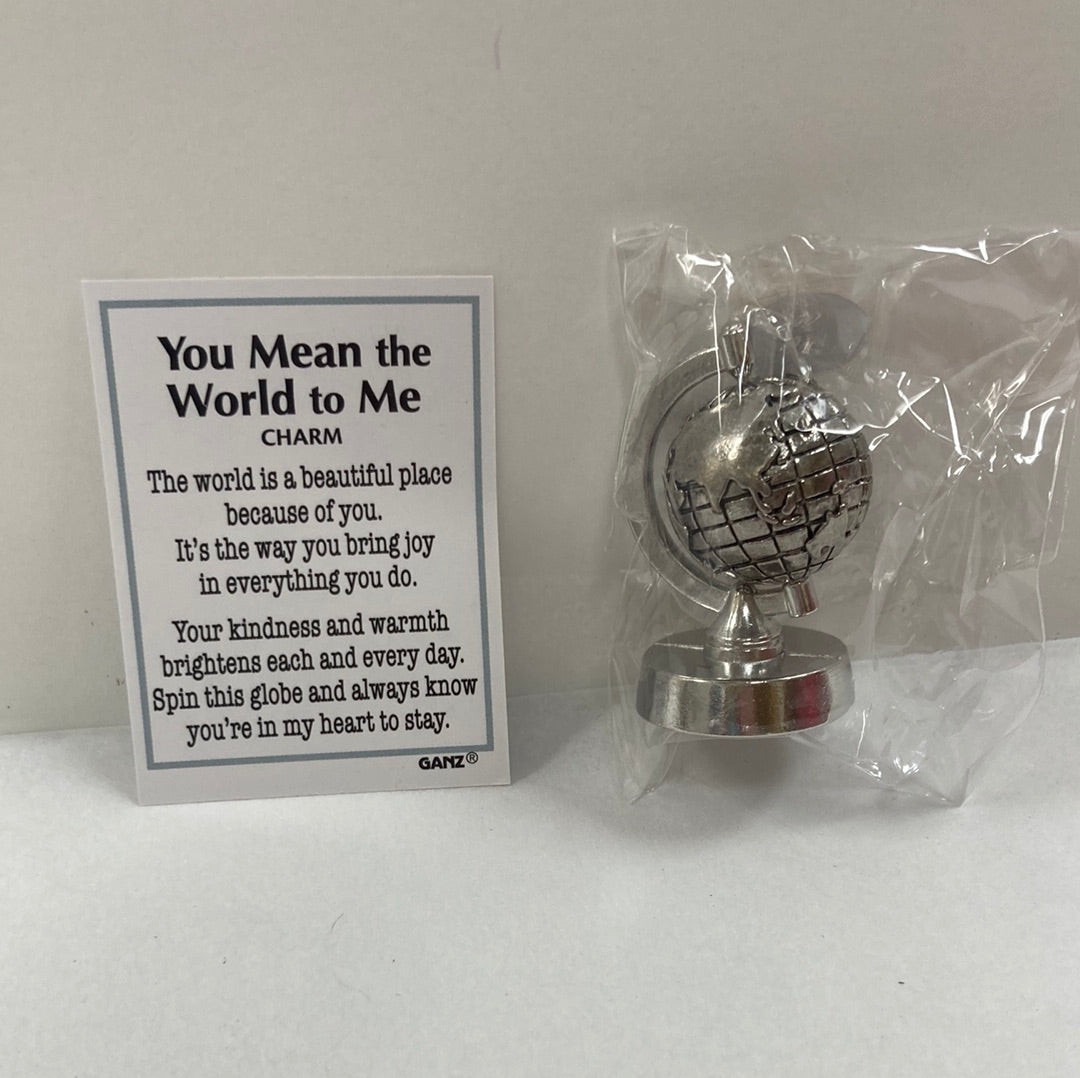 You Mean the
World to Me
CHARM
The world is a beautiful place
because of you.
It's the way you bring joy
in everything you do.
Your kindness and warmth
brightens each and every day.
Spin this globe and always know
you're in my heart to stay.
GANZ®